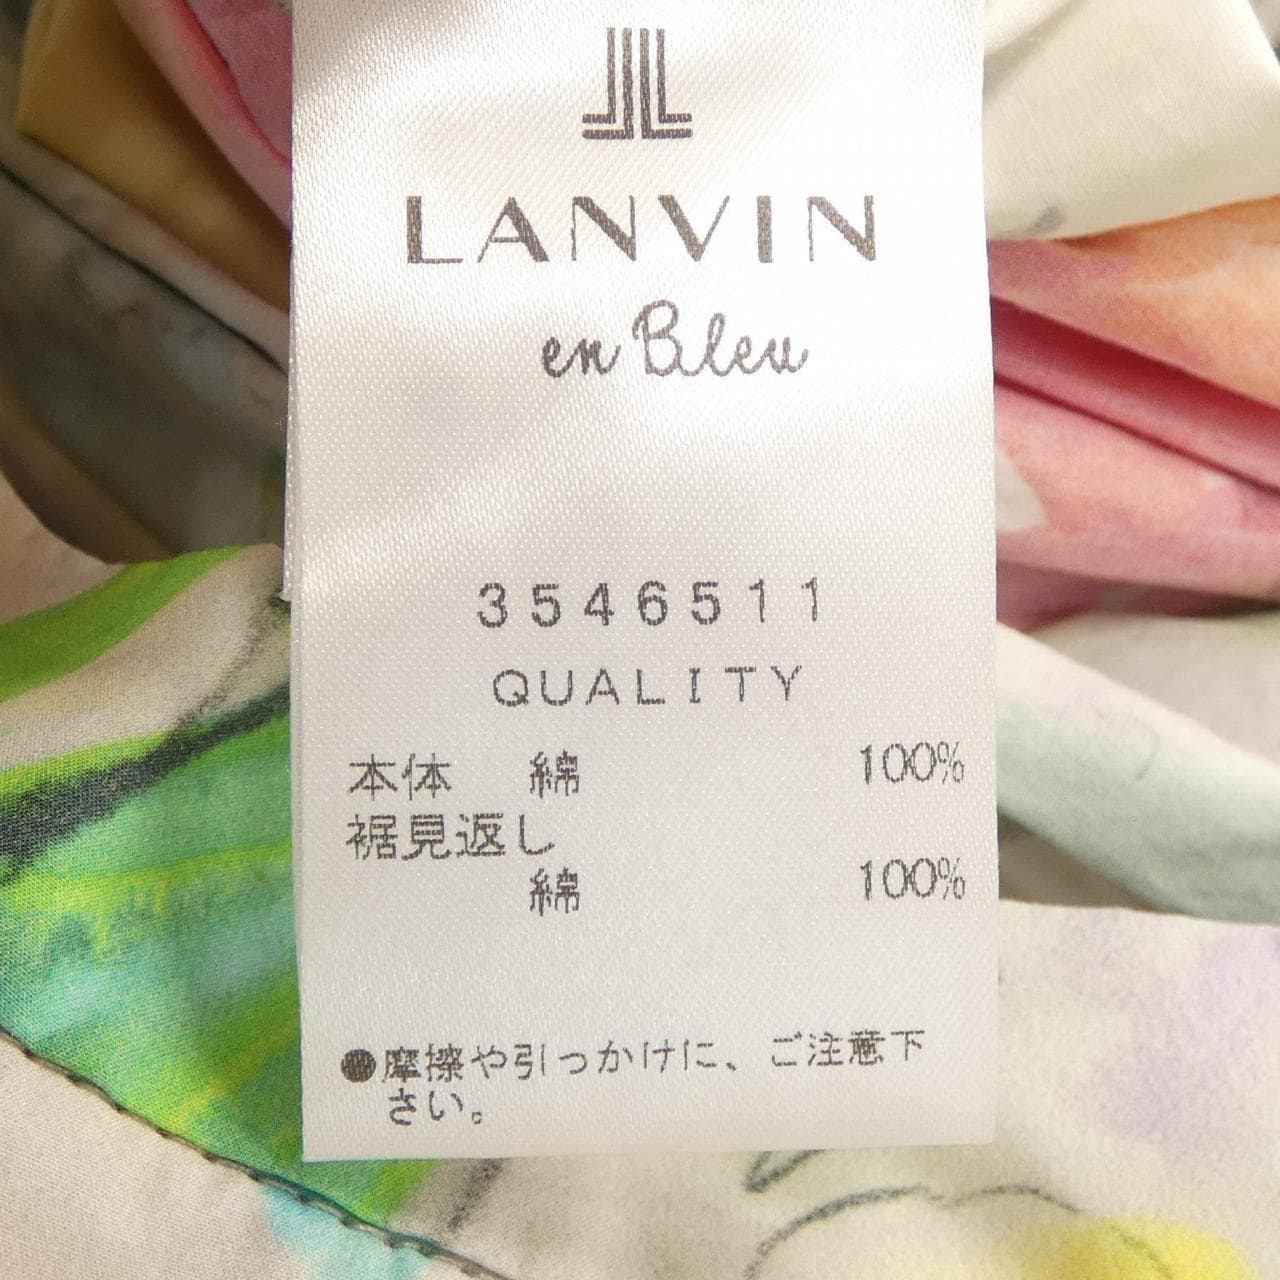 LANVIN
en Bleu
3546511
QUALITY
本体 綿 100%
裾見返し
綿 100%
●摩擦や引っかけに、ご注意下
さい。